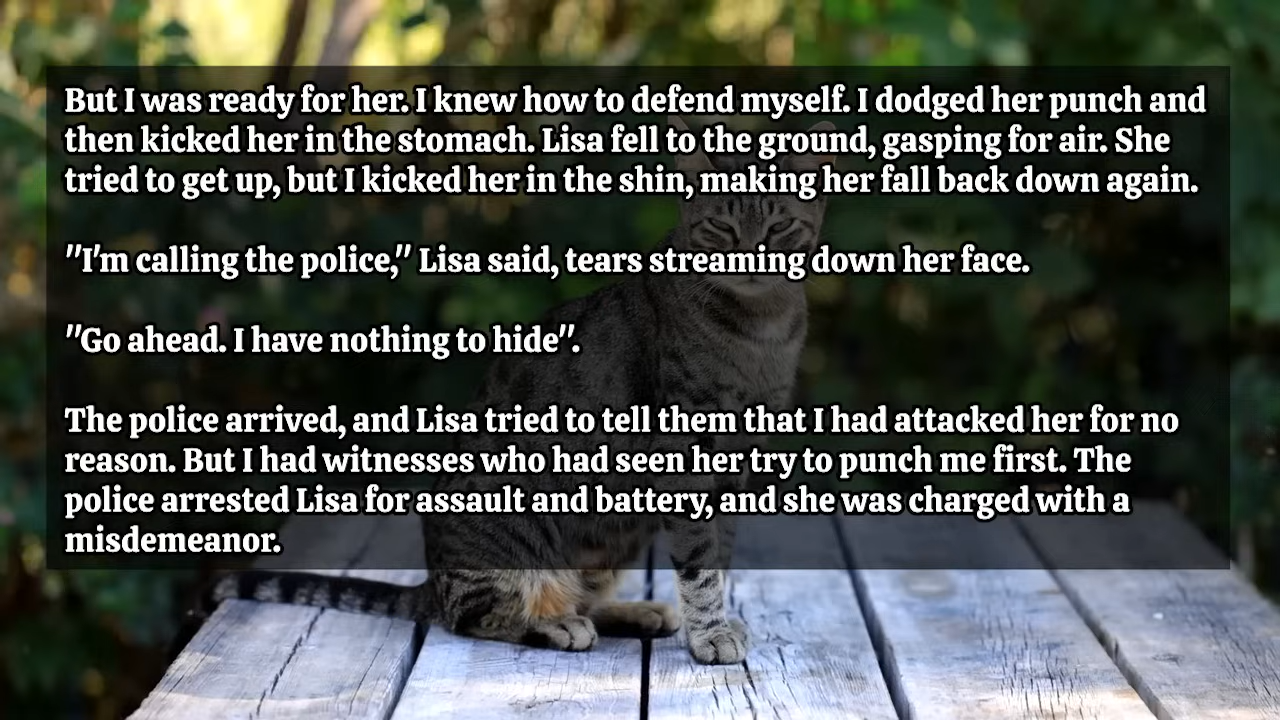 But I was ready for her. I knew how to defend myself. I dodged her punch and
then kicked her in the stomach. Lisa fell to the ground, gasping for air. She
tried to get up, but I kicked her in the shin, making her fall back down again.
"I'm calling the police," Lisa said, tears streaming down her face.
"Go ahead. I have nothing to hide".
The police arrived, and Lisa tried to tell them that I had attacked her for no
reason. But I had witnesses who had seen her try to punch me first. The
police arrested Lisa for assault and battery, and she was charged with a
misdemeanor.